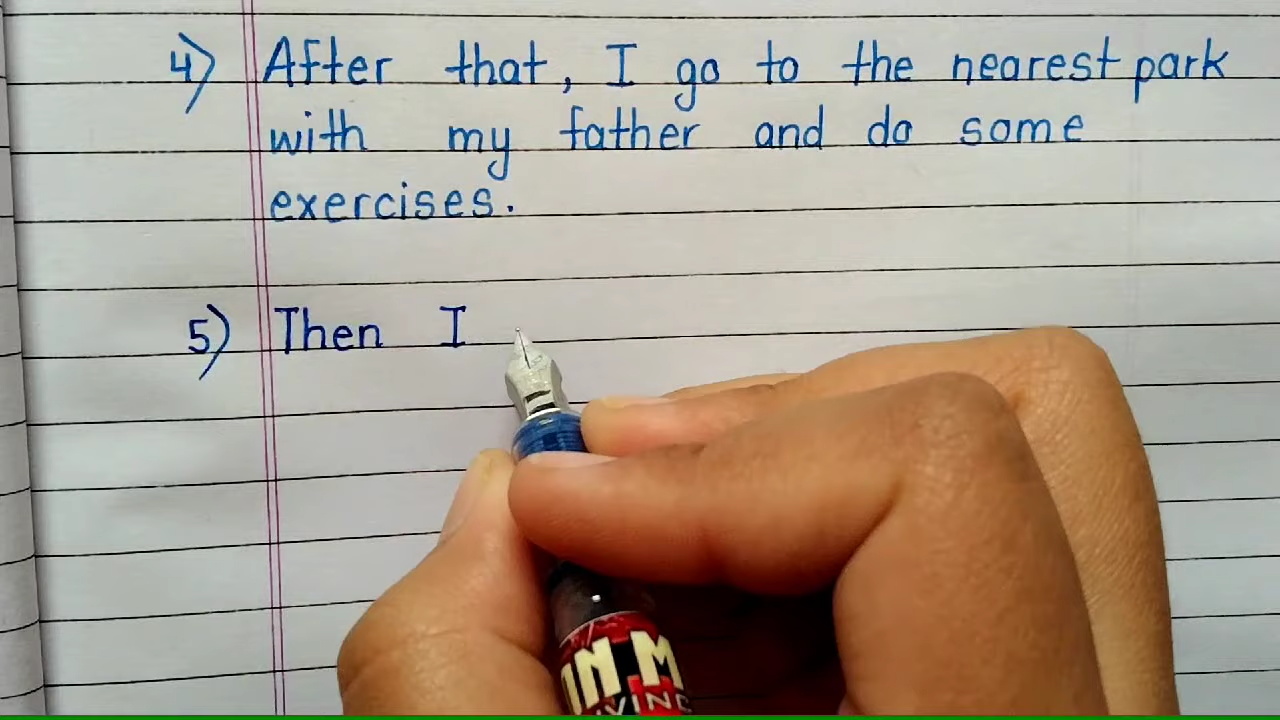 4) After that, I go to the nearest park
with my father and do some
exercises.
5) Then I